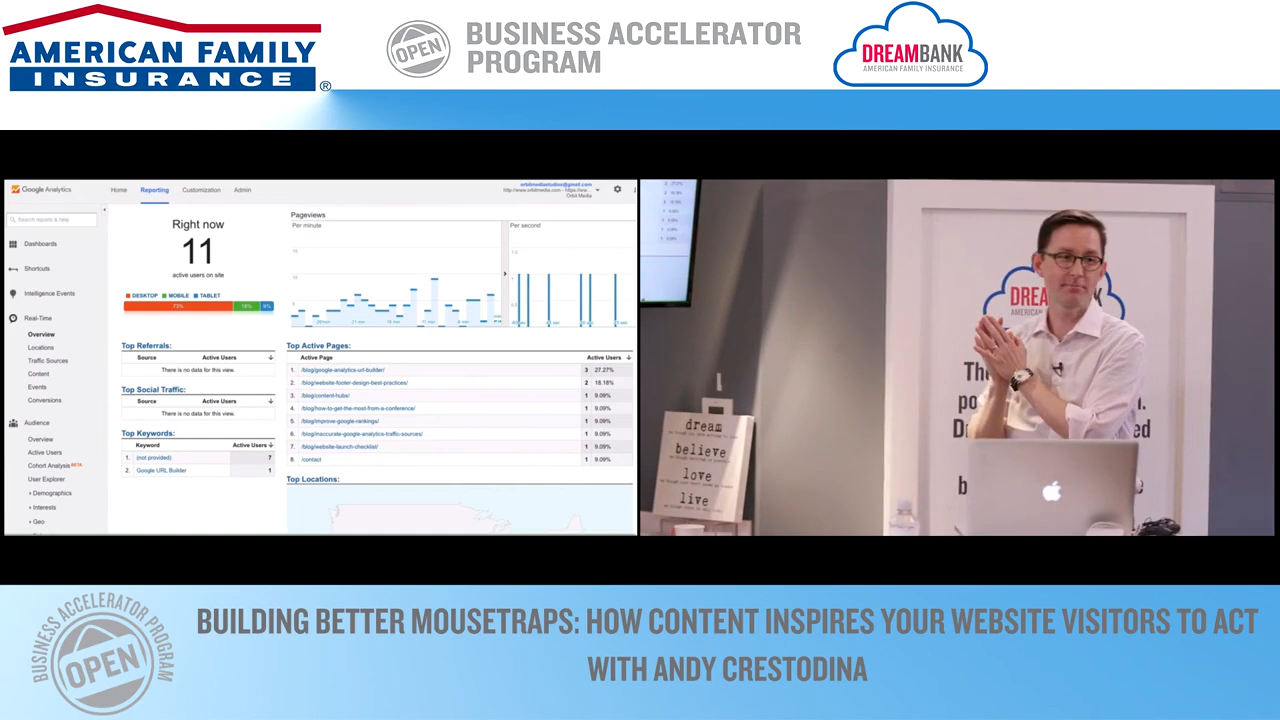 AMERICAN FAMILY
INSURANCE ®
OPEN
BUSINESS ACCELERATOR
PROGRAM
DREAMBANK
AMERICAN FAMILY INSURANCE
Google Analytics
Home Reporting Customization Admin
orbitmediastudios@gmail.com
Orbit Media
Search reports & help
Dashboards
Shortcuts
Intelligence Events
Real-Time
Overview
Locations
Traffic Sources
Content
Events
Conversions
Audience
Overview
Active Users
Cohort Analysis BETA
User Explorer
Demographics
Interests
Geo
Right now
11
active users on site
DESKTOP MOBILE TABLET
73% 18% 9%
Pageviews
Per minute
Per second
Top Referrals:
Source Active Users
There is no data for this view.
Top Social Traffic:
Source Active Users
There is no data for this view.
Top Keywords:
Keyword Active Users
1. (not provided) 7
2. Google URL Builder 1
Top Active Pages:
Active Page Active Users
1. /blog/google-analytics-url-builder/ 3 27.27%
2. /blog/website-footer-design-best-practices/ 2 18.18%
3. /blog/content-hubs/ 1 9.09%
4. /blog/how-to-get-the-most-from-a-conference/ 1 9.09%
5. /blog/improve-google-rankings/ 1 9.09%
6. /blog/inaccurate-google-analytics-traffic-sources/ 1 9.09%
7. /blog/website-launch-checklist/ 1 9.09%
8. /contact 1 9.09%
Top Locations:
dream
believe
love
live
BUSINESS ACCELERATOR PROGRAM
OPEN
BUILDING BETTER MOUSETRAPS: HOW CONTENT INSPIRES YOUR WEBSITE VISITORS TO ACT
WITH ANDY CRESTODINA